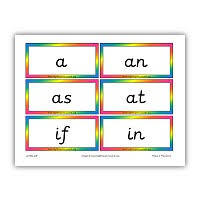 a an
as at
if in